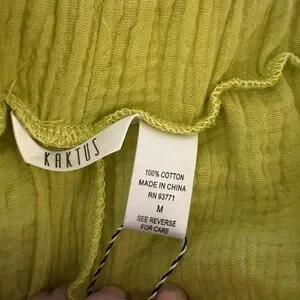 KAKTUS
100% COTTON
MADE IN CHINA
RN 93771
M
SEE REVERSE
FOR CARE